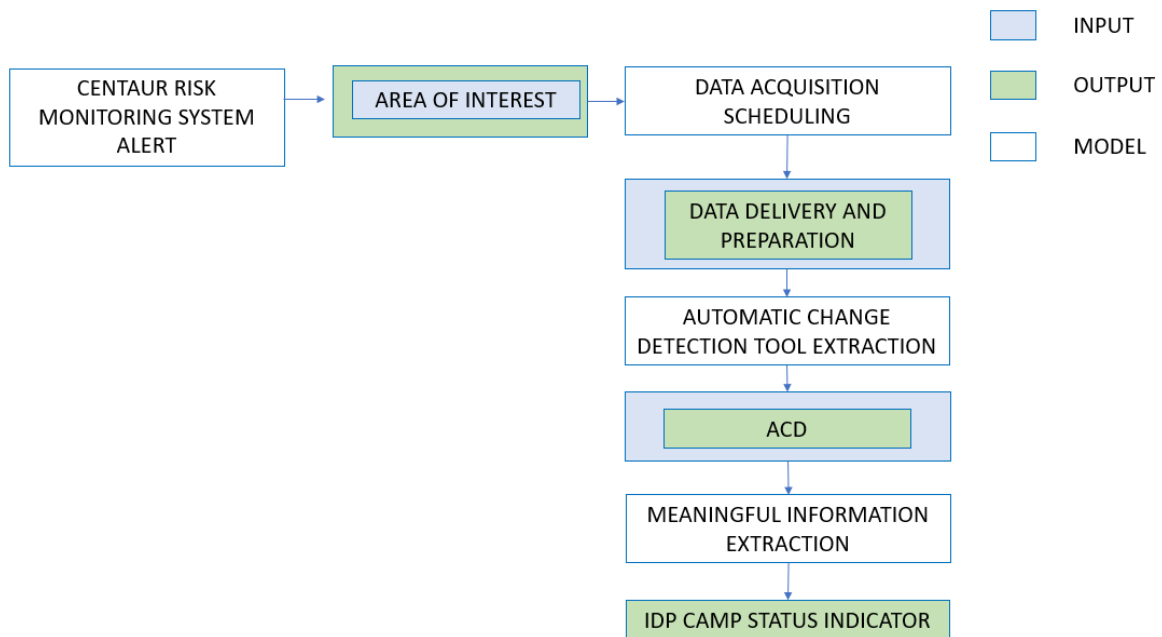 INPUT
CENTAUR RISK
MONITORING SYSTEM
ALERT
AREA OF INTEREST
DATA ACQUISITION
SCHEDULING
OUTPUT
MODEL
DATA DELIVERY AND
PREPARATION
AUTOMATIC CHANGE
DETECTION TOOL EXTRACTION
ACD
MEANINGFUL INFORMATION
EXTRACTION
IDP CAMP STATUS INDICATOR